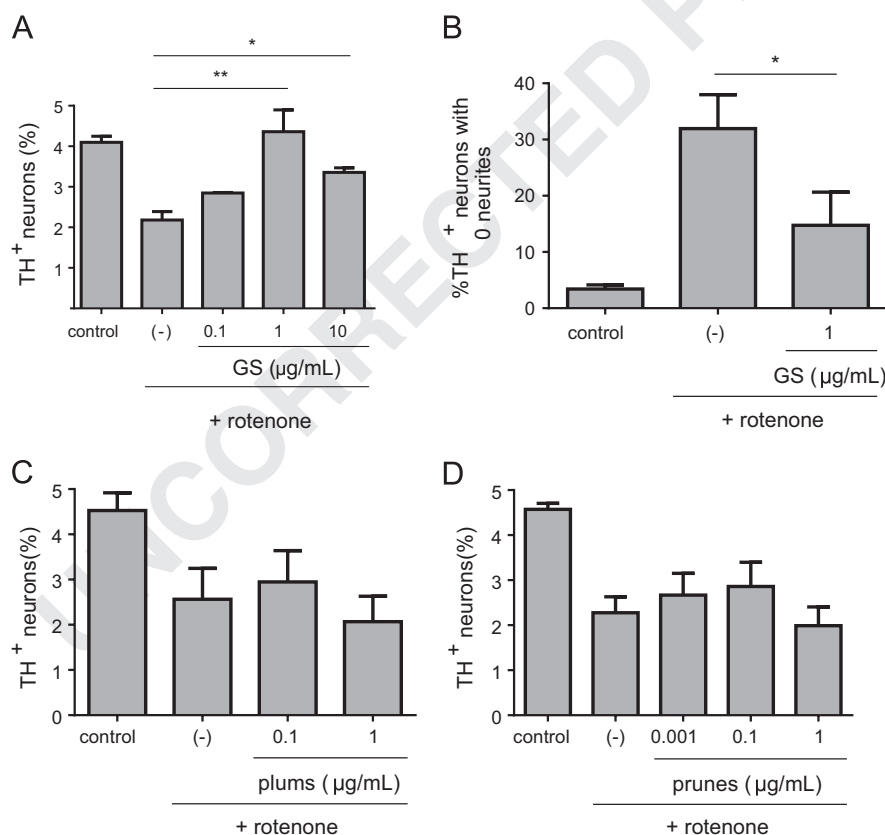 A
*
**
TH + neurons (%)
5
4
3
2
1
control (-) 0.1 1 10
GS (µg/mL)
+ rotenone
B
*
%TH + neurons with
0 neurites
40
30
20
10
0
control (-) 1
GS (µg/mL)
+ rotenone
C
TH + neurons(%)
5
4
3
2
1
0
control (-) 0.1 1
plums (µg/mL)
+ rotenone
D
TH + neurons(%)
5
4
3
2
1
0
control (-) 0.001 0.1 1
prunes (µg/mL)
+ rotenone
UNCORRECTED P